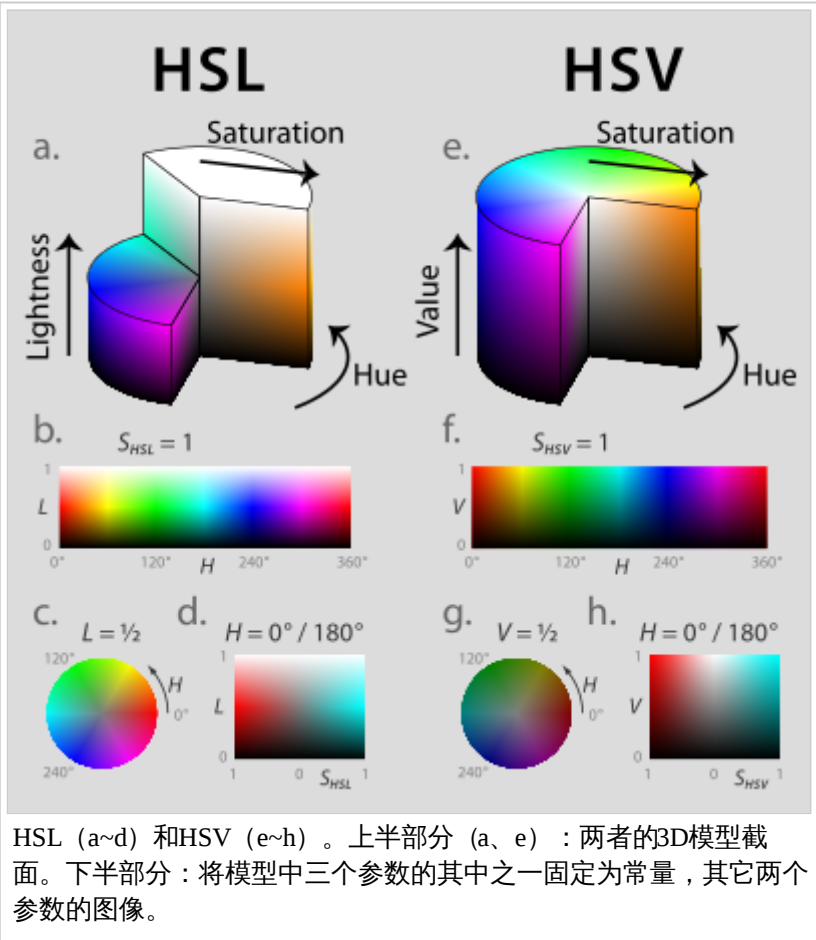 HSL HSV
a. Saturation e. Saturation
Lightness Value
Hue Hue
b. S_HSL = 1 f. S_HSV = 1
1 1
L V
0 0
0° 120° H 240° 360° 0° 120° H 240° 360°
c. L = ½ d. H = 0° / 180° g. V = ½ h. H = 0° / 180°
120° 1 120° 1
H L H V
0° 0°
240° 0 240° 0
1 0 S_HSL 1 1 0 S_HSV 1
HSL（a~d）和HSV（e~h）。上半部分（a、e）：两者的3D模型截
面。下半部分：将模型中三个参数的其中之一固定为常量，其它两个
参数的图像。